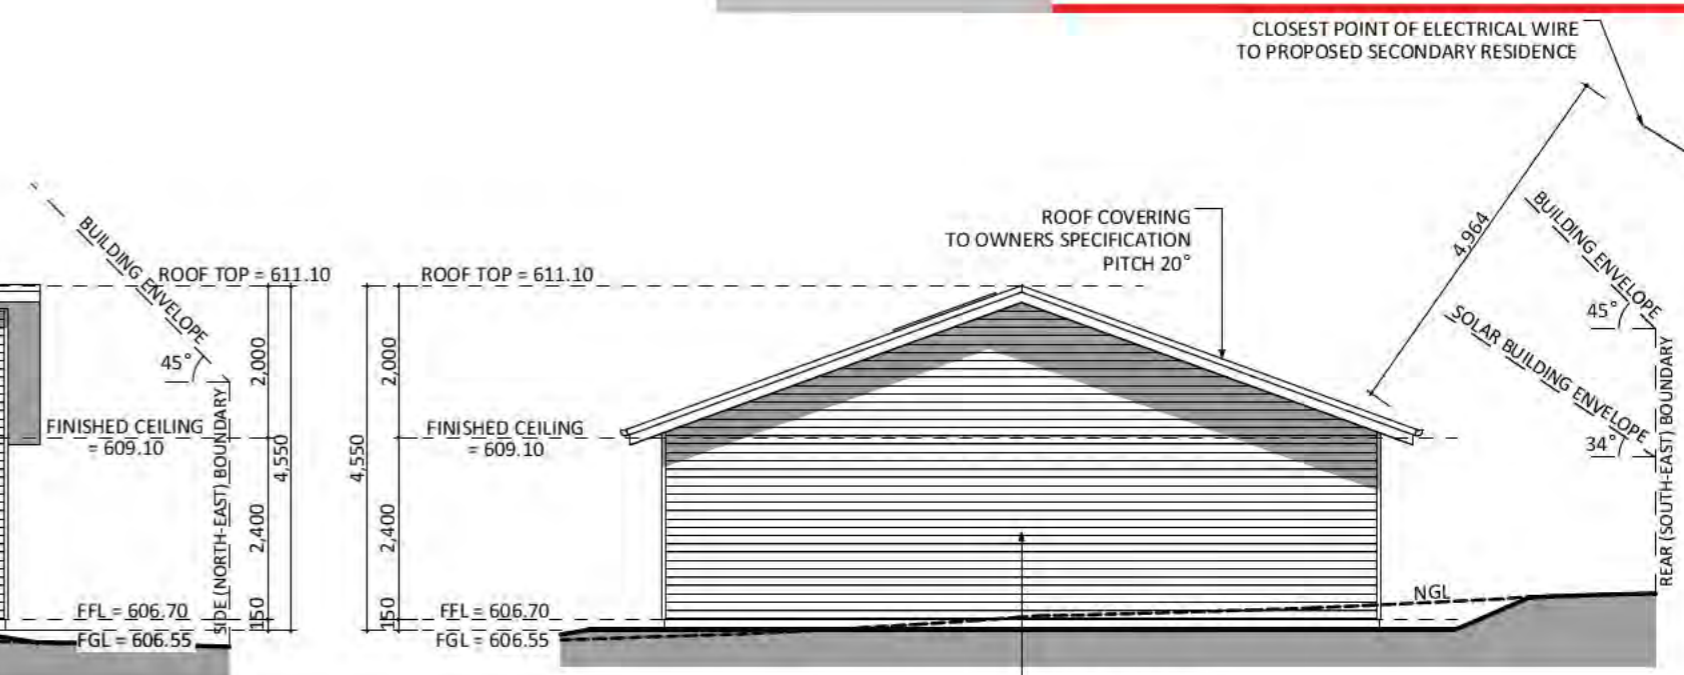 CLOSEST POINT OF ELECTRICAL WIRE
TO PROPOSED SECONDARY RESIDENCE
BUILDING ENVELOPE
45°
SIDE (NORTH-EAST) BOUNDARY
ROOF TOP = 611.10
FINISHED CEILING
= 609.10
FFL = 606.70
FGL = 606.55
2,000
2,400
150
4,550
4,550
2,000
2,400
150
ROOF TOP = 611.10
FINISHED CEILING
= 609.10
FFL = 606.70
FGL = 606.55
ROOF COVERING
TO OWNERS SPECIFICATION
PITCH 20°
4,964
BUILDING ENVELOPE
45°
SOLAR BUILDING ENVELOPE
34°
REAR (SOUTH-EAST) BOUNDARY
NGL